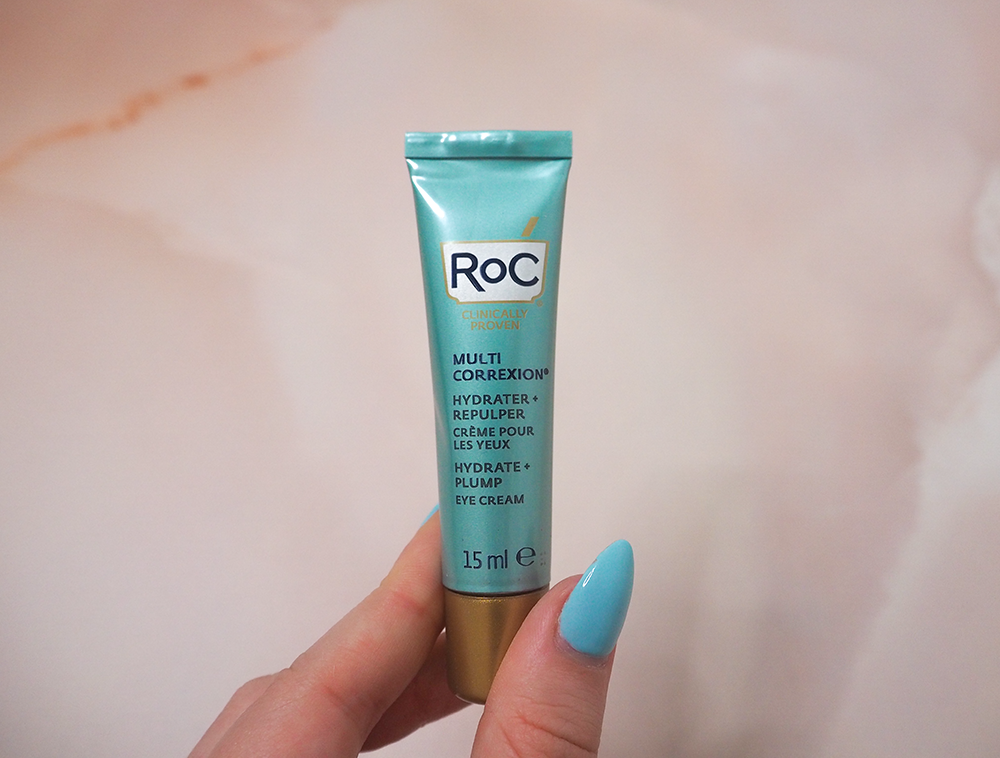 RoC
CLINICALLY
PROVEN
MULTI
CORREXION®
HYDRATER +
REPULPER
CRÈME POUR
LES YEUX
HYDRATE +
PLUMP
EYE CREAM
15 ml ℮